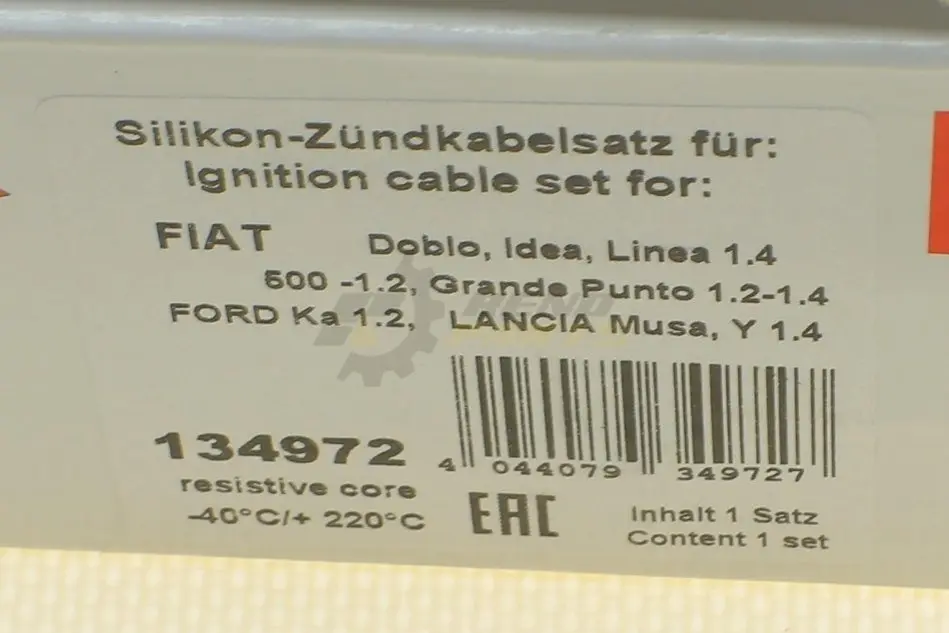 Silikon-Zündkabelsatz für:
Ignition cable set for:
FIAT Doblo, Idea, Linea 1.4
500 -1.2, Grande Punto 1.2-1.4
FORD Ka 1.2, LANCIA Musa, Y 1.4
134972
resistive core
-40°C/+ 220°C
4 044079 349727
EAC
Inhalt 1 Satz
Content 1 set